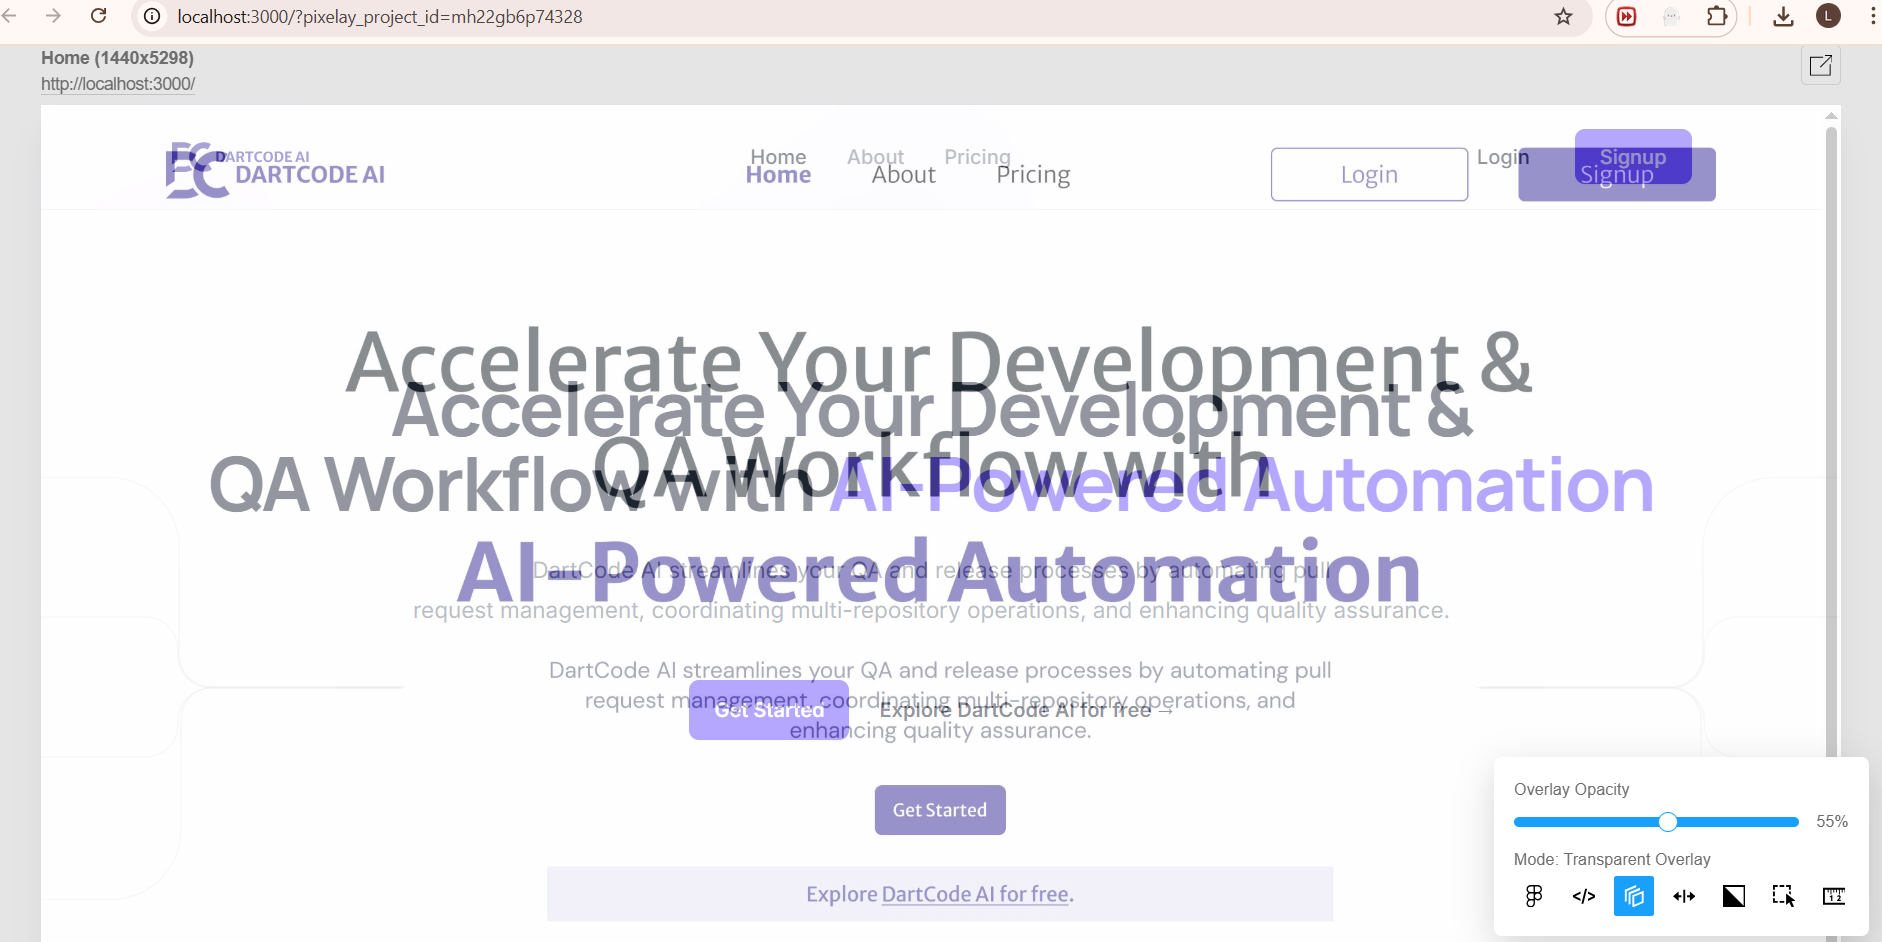 localhost:3000/?pixelay_project_id=mh22gb6p74328
L
Home (1440x5298)
http://localhost:3000/
DARTCODE AI
Home
About
Pricing
Login
Signup
DARTCODE AI
Home
About
Pricing
Login
Signup
Accelerate Your Development &
Accelerate Your Development &
QA Workflow with
QA Workflow with AI-Powered Automation
AI-Powered Automation
DartCode AI streamlines your QA and release processes by automating pull
request management, coordinating multi-repository operations, and enhancing quality assurance.
DartCode AI streamlines your QA and release processes by automating pull
request management, coordinating multi-repository operations, and
Get Started
Explore DartCode AI for free →
enhancing quality assurance.
Get Started
Explore DartCode AI for free.
Overlay Opacity
55%
Mode: Transparent Overlay